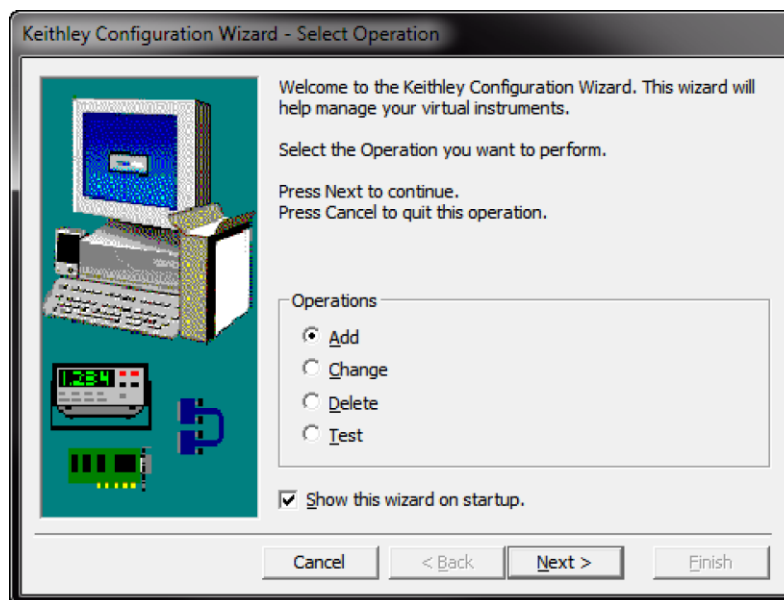 Keithley Configuration Wizard - Select Operation
Welcome to the Keithley Configuration Wizard. This wizard will
help manage your virtual instruments.
Select the Operation you want to perform.
Press Next to continue.
Press Cancel to quit this operation.
Operations
Add
Change
Delete
Test
1.234
Show this wizard on startup.
Cancel
< Back
Next >
Finish